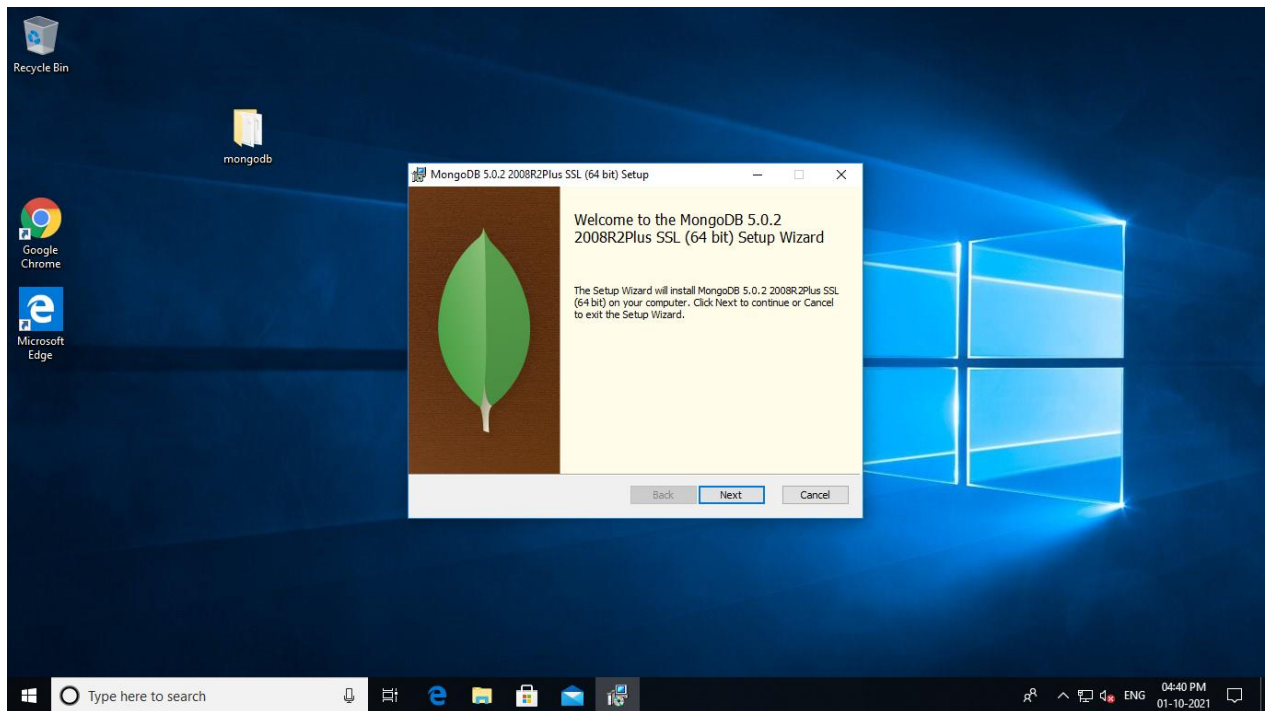 Recycle Bin
mongodb
Google
Chrome
Microsoft
Edge
MongoDB 5.0.2 2008R2Plus SSL (64 bit) Setup
Welcome to the MongoDB 5.0.2
2008R2Plus SSL (64 bit) Setup Wizard
The Setup Wizard will install MongoDB 5.0.2 2008R2Plus SSL
(64 bit) on your computer. Click Next to continue or Cancel
to exit the Setup Wizard.
Back Next Cancel
Type here to search
ENG
04:40 PM
01-10-2021